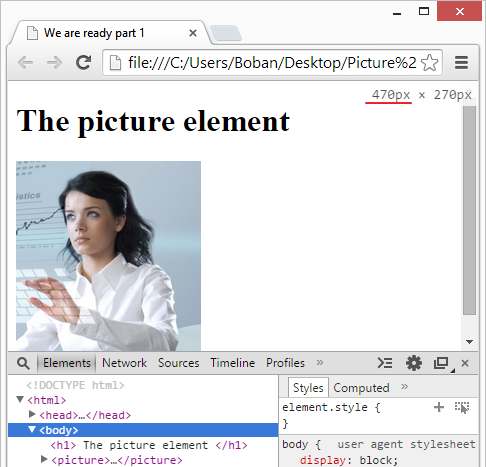 We are ready part 1
file:///C:/Users/Boban/Desktop/Picture%2
470px × 270px
The picture element
istics
Elements Network Sources Timeline Profiles »
<!DOCTYPE html>
<html>
<head>…</head>
<body>
<h1> The picture element </h1>
<picture>…</picture>
Styles Computed »
element.style {
}
body { user agent stylesheet
display: block;